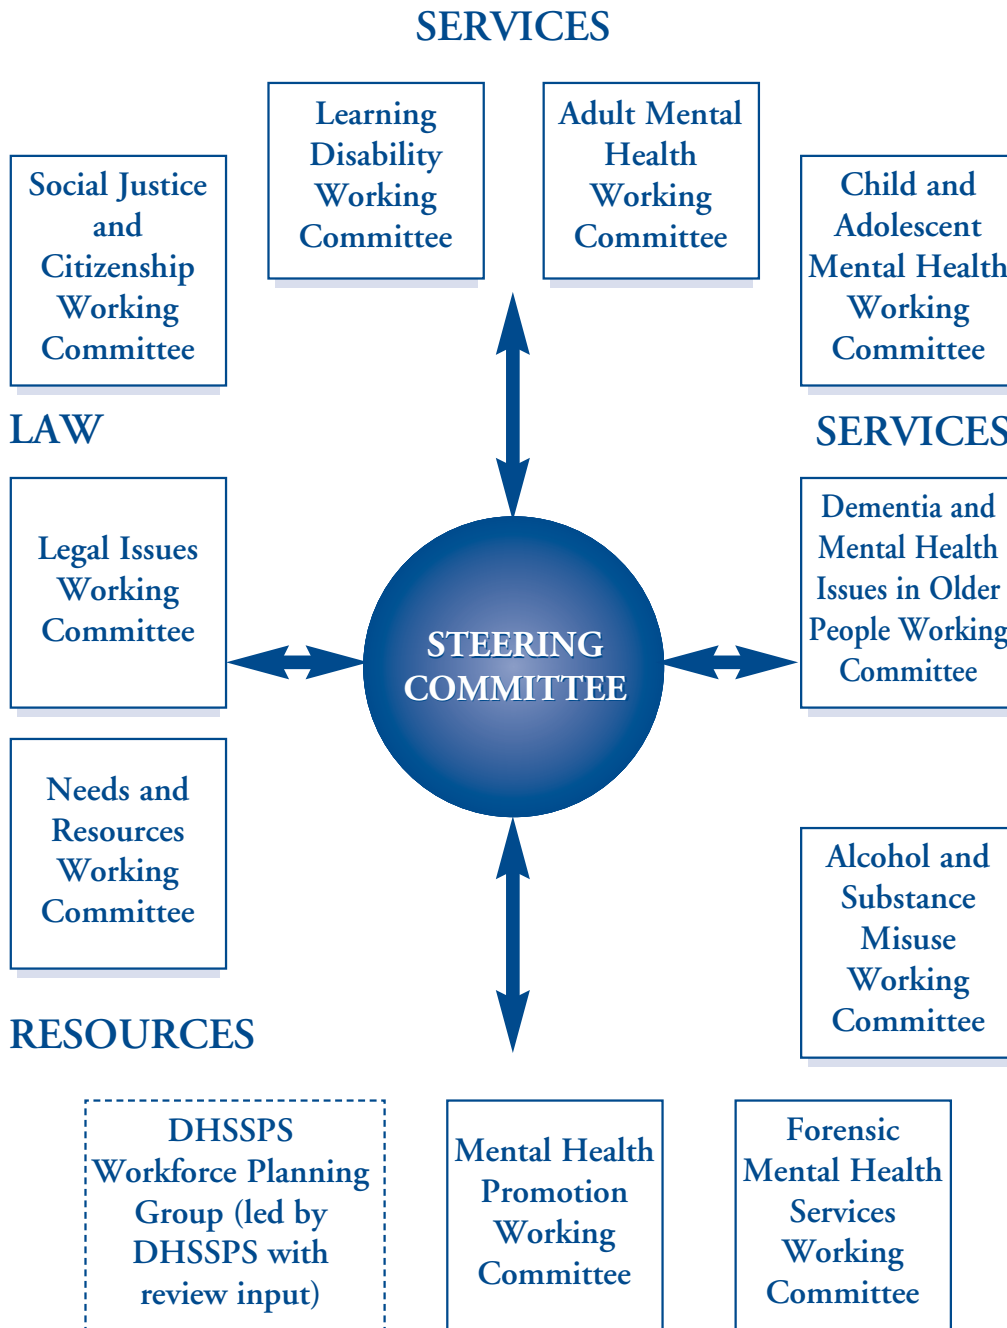 SERVICES
Learning
Disability
Working
Committee
Adult Mental
Health
Working
Committee
Social Justice
and
Citizenship
Working
Committee
Child and
Adolescent
Mental Health
Working
Committee
LAW
SERVICES
Legal Issues
Working
Committee
Dementia and
Mental Health
Issues in Older
People Working
Committee
STEERING
COMMITTEE
Needs and
Resources
Working
Committee
Alcohol and
Substance
Misuse
Working
Committee
RESOURCES
DHSSPS
Workforce Planning
Group (led by
DHSSPS with
review input)
Mental Health
Promotion
Working
Committee
Forensic
Mental Health
Services
Working
Committee